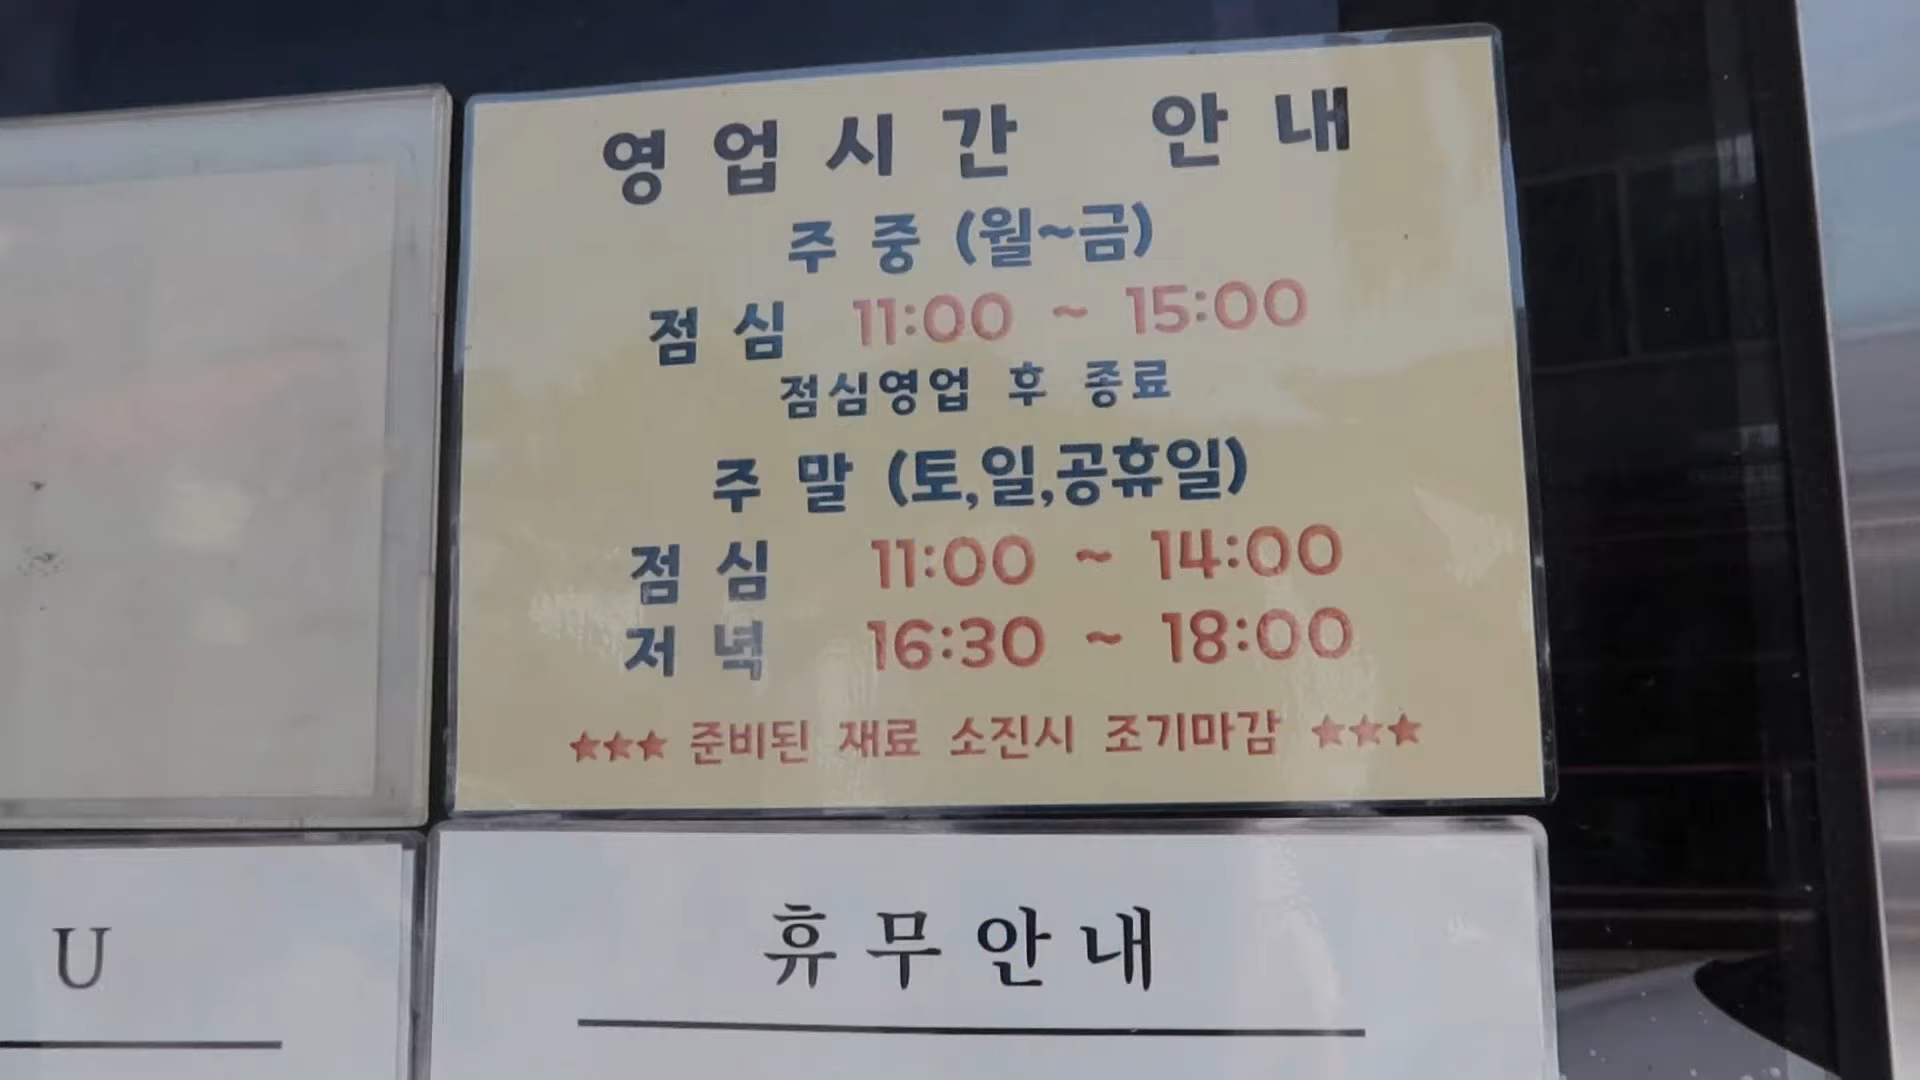 영업시간 안내
주중 (월~금)
점심 11:00 ~ 15:00
점심영업 후 종료
주말 (토,일,공휴일)
점심 11:00 ~ 14:00
저녁 16:30 ~ 18:00
★★★ 준비된 재료 소진시 조기마감 ★★★
U
휴무안내